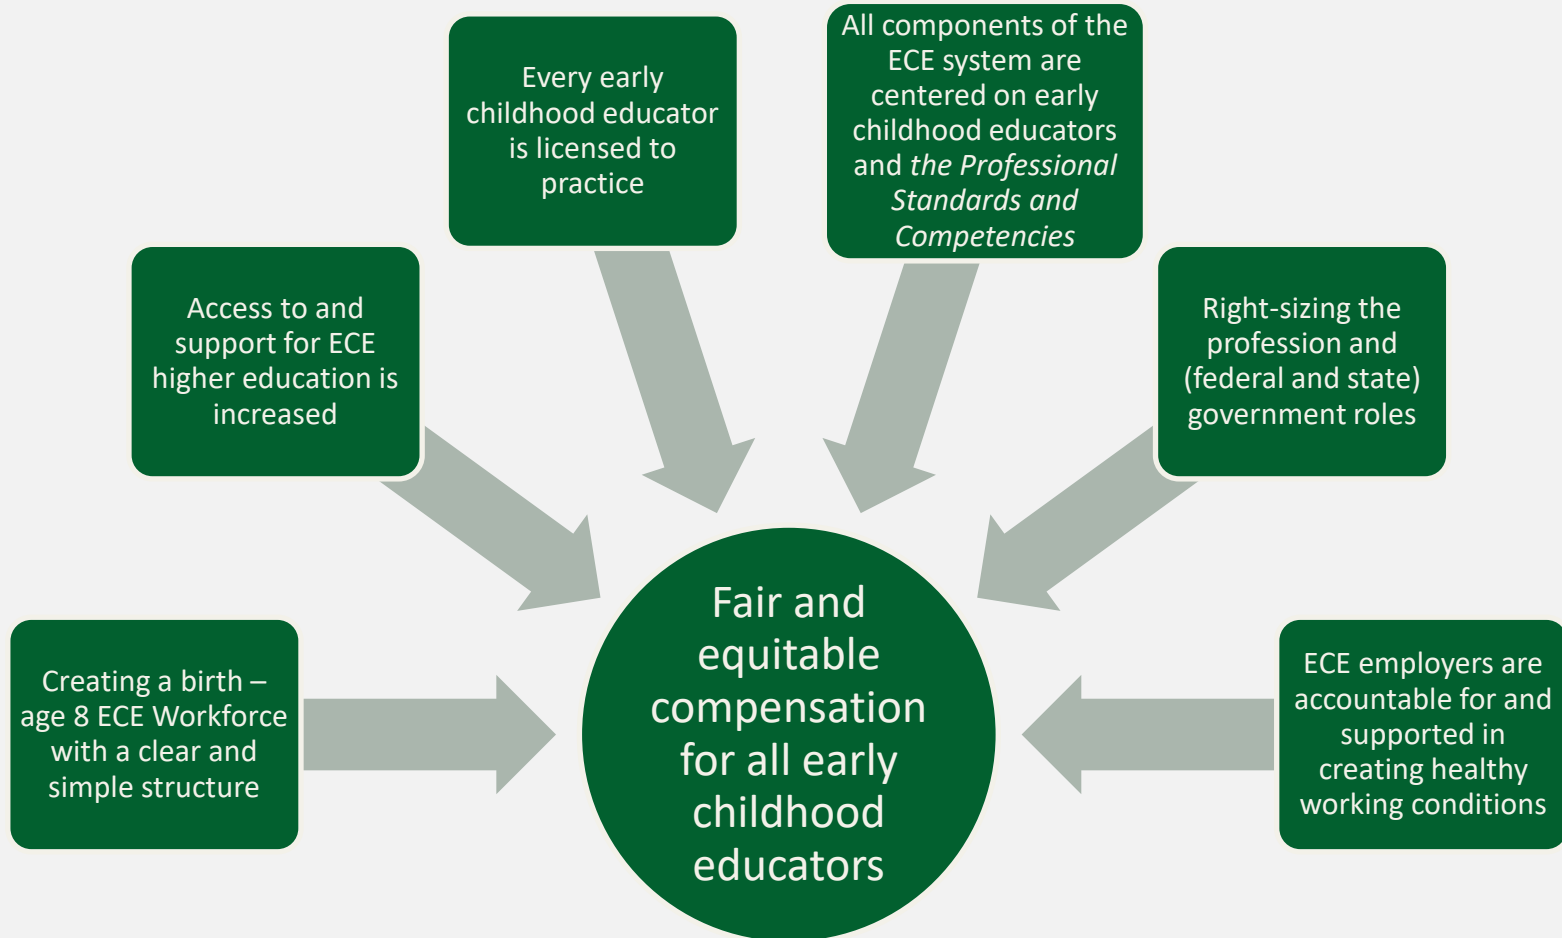 Every early
childhood educator
is licensed to
practice
All components of the
ECE system are
centered on early
childhood educators
and the Professional
Standards and
Competencies
Access to and
support for ECE
higher education is
increased
Right-sizing the
profession and
(federal and state)
government roles
Creating a birth –
age 8 ECE Workforce
with a clear and
simple structure
Fair and
equitable
compensation
for all early
childhood
educators
ECE employers are
accountable for and
supported in
creating healthy
working conditions